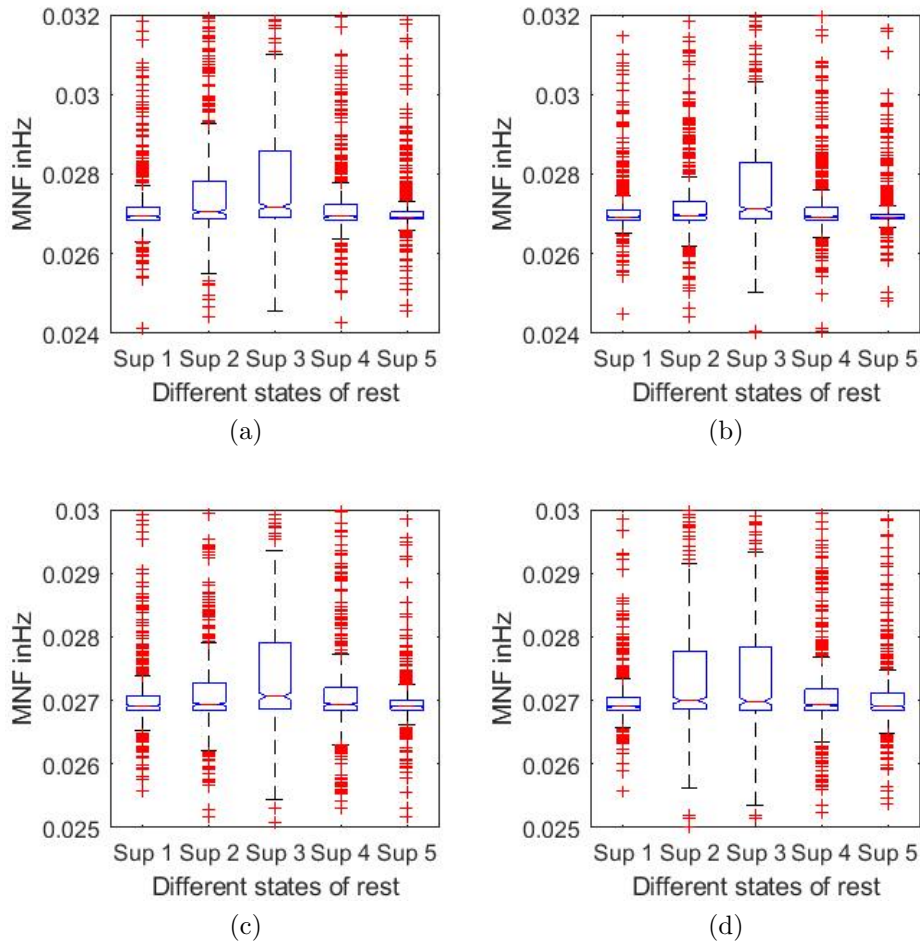 0.032
0.03
0.028
0.026
0.024
MNF inHz
Sup 1 Sup 2 Sup 3 Sup 4 Sup 5
Different states of rest
(a)
0.032
0.03
0.028
0.026
0.024
MNF inHz
Sup 1 Sup 2 Sup 3 Sup 4 Sup 5
Different states of rest
(b)
0.03
0.029
0.028
0.027
0.026
0.025
MNF inHz
Sup 1 Sup 2 Sup 3 Sup 4 Sup 5
Different states of rest
(c)
0.03
0.029
0.028
0.027
0.026
0.025
MNF inHz
Sup 1 Sup 2 Sup 3 Sup 4 Sup 5
Different states of rest
(d)